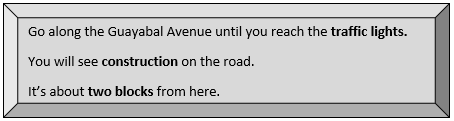 Go along the Guayabal Avenue until you reach the traffic lights.
You will see construction on the road.
It's about two blocks from here.